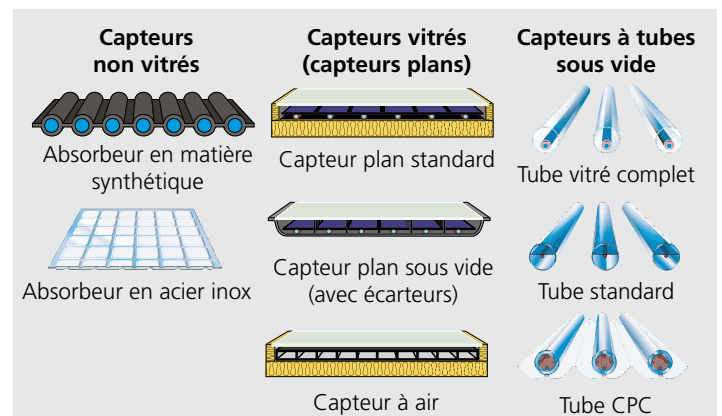 Capteurs
non vitrés
Absorbeur en matière
synthétique
Absorbeur en acier inox
Capteurs vitrés
(capteurs plans)
Capteur plan standard
Capteur plan sous vide
(avec écarteurs)
Capteur à air
Capteurs à tubes
sous vide
Tube vitré complet
Tube standard
Tube CPC